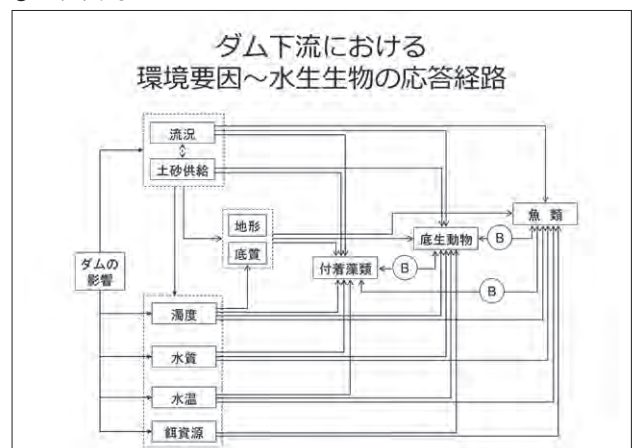 ダム下流における
環境要因～水生生物の応答経路
流況
土砂供給
地形
底質
魚 類
底生動物
B
付着藻類
B
B
ダムの
影響
濁度
水質
水温
餌資源